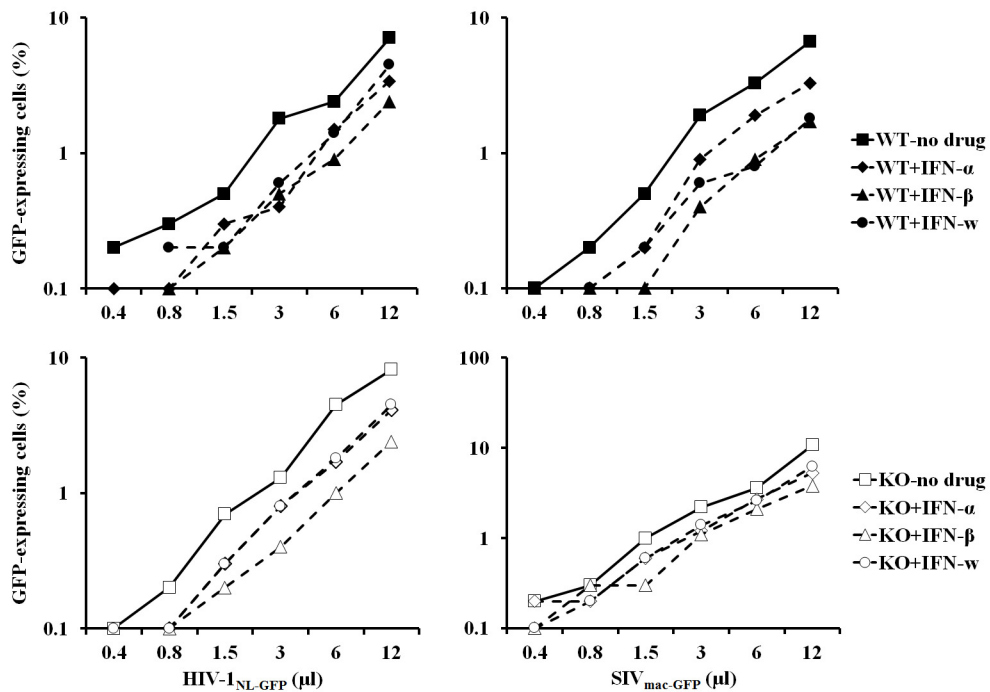 GFP-expressing cells (%)
10
1
0.1
0.4 0.8 1.5 3 6 12
10
1
0.1
0.4 0.8 1.5 3 6 12
WT-no drug
WT+IFN-α
WT+IFN-β
WT+IFN-w
GFP-expressing cells (%)
10
1
0.1
0.4 0.8 1.5 3 6 12
HIV-1NL-GFP (µl)
100
10
1
0.1
0.4 0.8 1.5 3 6 12
SIVmac-GFP (µl)
KO-no drug
KO+IFN-α
KO+IFN-β
KO+IFN-w